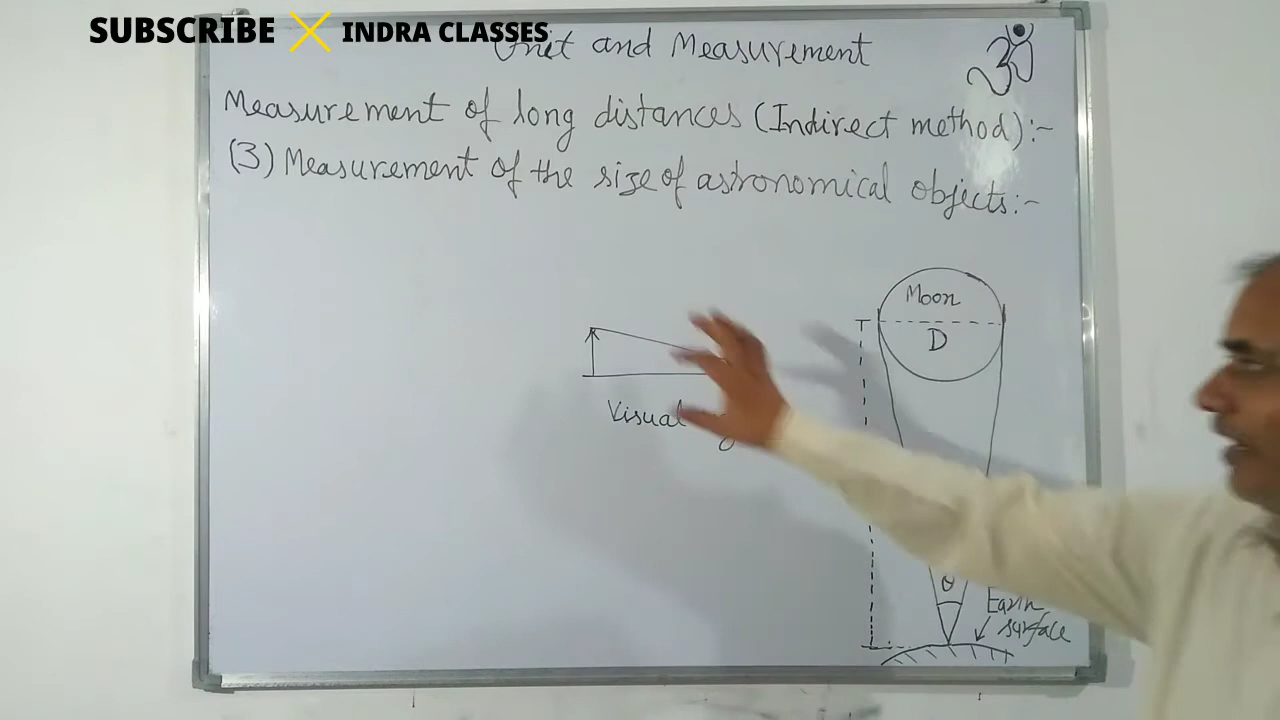 SUBSCRIBE INDRA CLASSES
Unit and Measurement
ॐ
Measurement of long distances (Indirect method):-
(3) Measurement of the size of astronomical objects:-
Moon
D
Visual
θ
Earth
surface